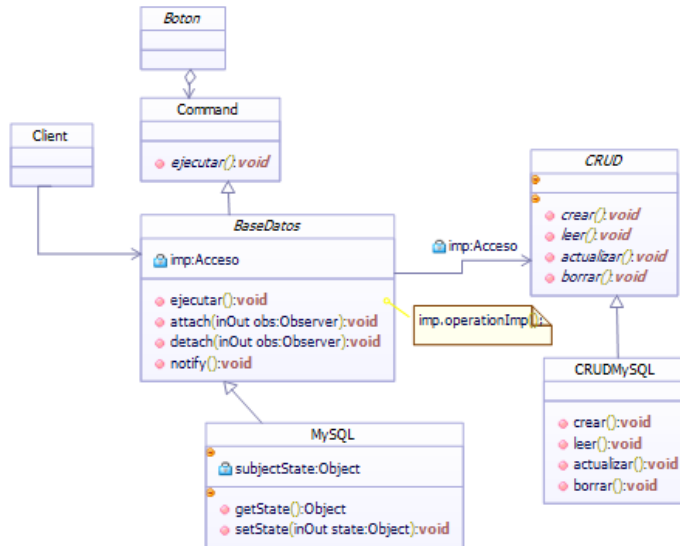 Boton
Command
ejecutar():void
Client
BaseDatos
imp:Acceso
ejecutar():void
attach(inOut obs:Observer):void
detach(inOut obs:Observer):void
notify():void
imp:Acceso
imp.operationImp();
CRUD
crear():void
leer():void
actualizar():void
borrar():void
CRUDMySQL
crear():void
leer():void
actualizar():void
borrar():void
MySQL
subjectState:Object
getState():Object
setState(inOut state:Object):void